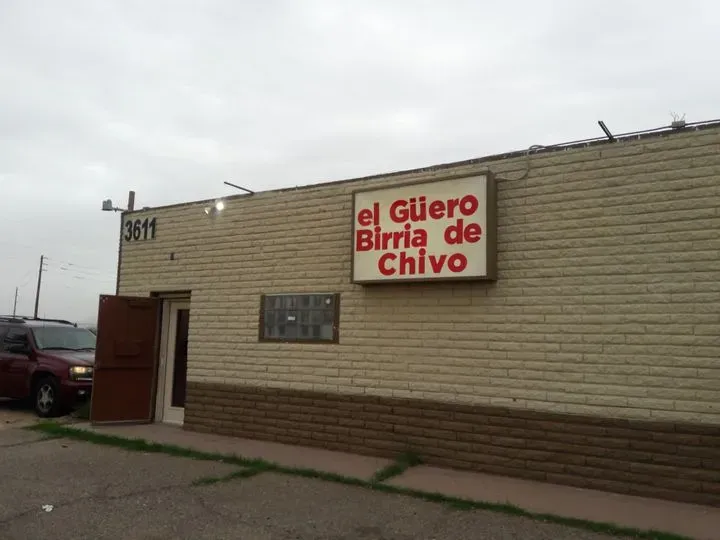 3611
el Güero
Birria de
Chivo